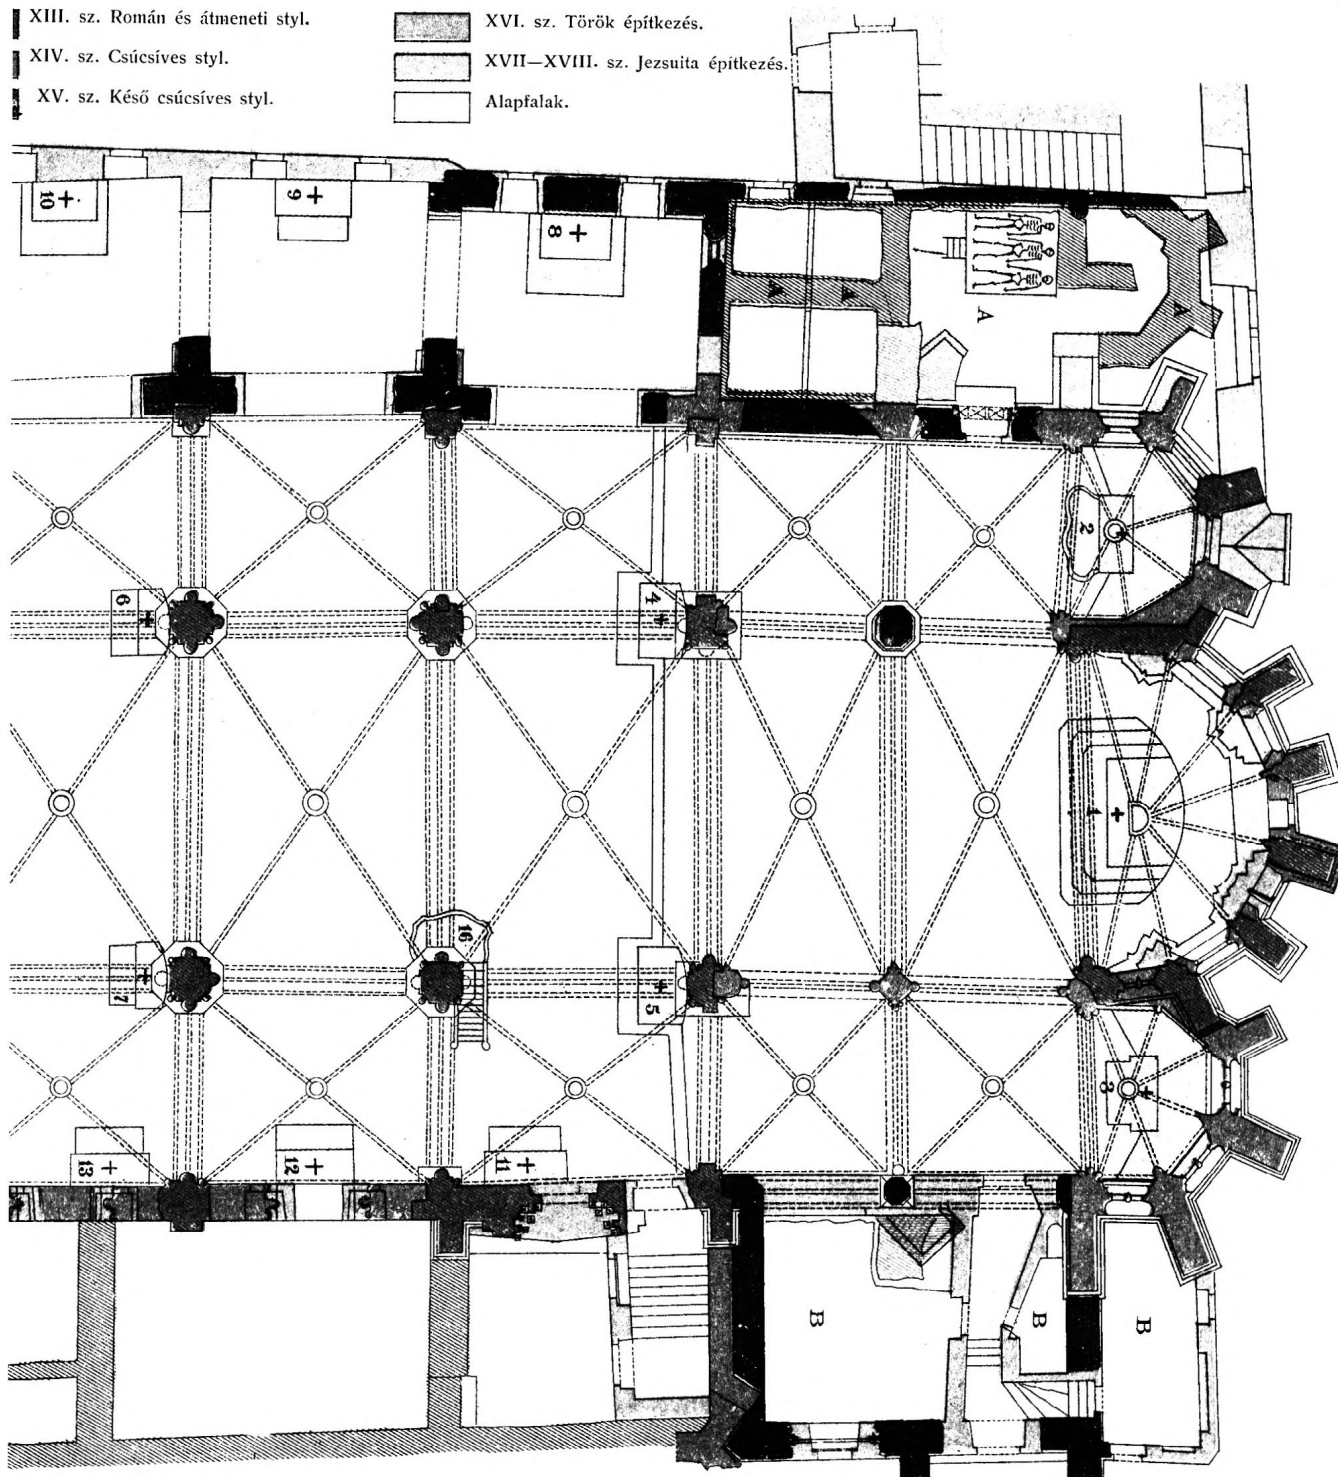 XIII. sz. Román és átmeneti styl.
XIV. sz. Csúcsíves styl.
XV. sz. Késő csúcsíves styl.
XVI. sz. Török építkezés.
XVII—XVIII. sz. Jezsuita építkezés.
Alapfalak.
10
9
8
A
A
A
A
2
6
4
1
16
7
5
3
13
12
11
B
B
B